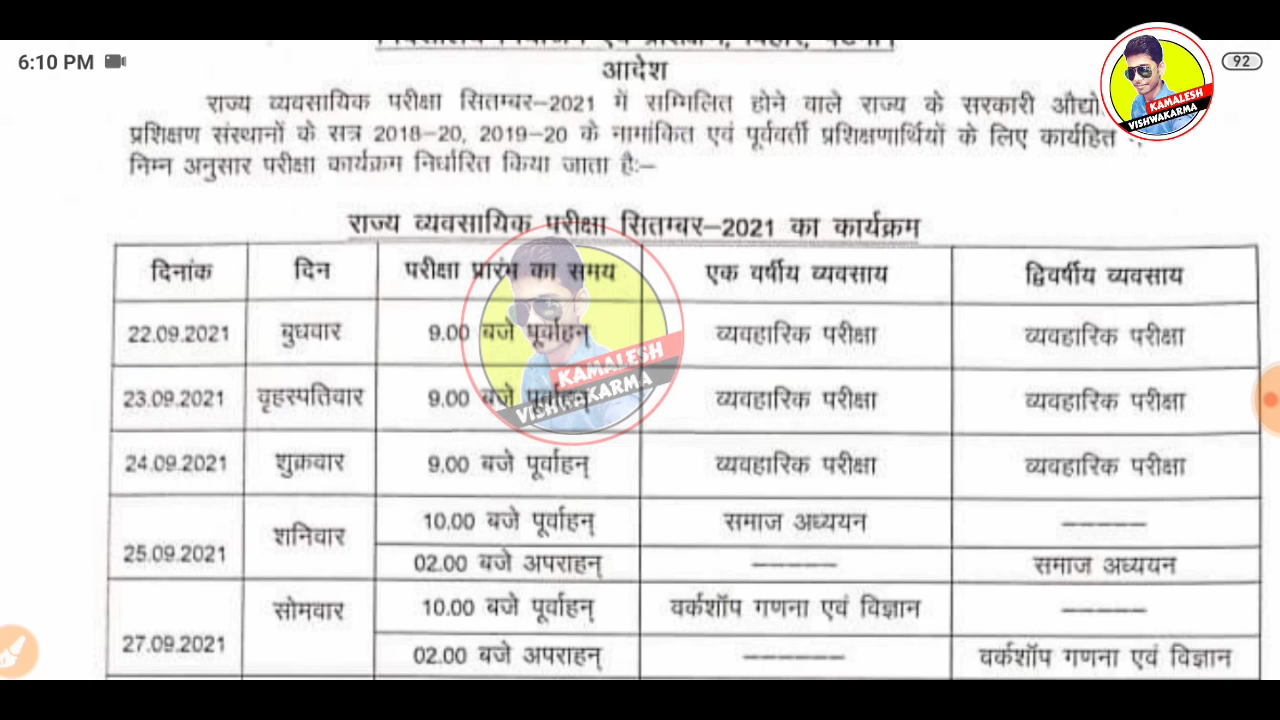 6:10 PM
92
आदेश
राज्य व्यवसायिक परीक्षा सितम्बर–2021 में सम्मिलित होने वाले राज्य के सरकारी
प्रशिक्षण संस्थानों के सत्र 2018–20, 2019–20 के नामांकित एवं पूर्ववर्ती प्रशिक्षणार्थियों के लिए कार्यहित
निम्न अनुसार परीक्षा कार्यक्रम निर्धारित किया जाता हैः–
KAMALESH
VISHWAKARMA
राज्य व्यवसायिक परीक्षा सितम्बर–2021 का कार्यक्रम
दिनांक दिन परीक्षा प्रारंभ का समय एक वर्षीय व्यवसाय द्विवर्षीय व्यवसाय
22.09.2021 बुधवार 9.00 बजे पूर्वाहन् व्यवहारिक परीक्षा व्यवहारिक परीक्षा
KAMALESH
VISHWAKARMA
23.09.2021 वृहस्पतिवार 9.00 बजे पूर्वाहन् व्यवहारिक परीक्षा व्यवहारिक परीक्षा
24.09.2021 शुक्रवार 9.00 बजे पूर्वाहन् व्यवहारिक परीक्षा व्यवहारिक परीक्षा
25.09.2021 शनिवार 10.00 बजे पूर्वाहन् समाज अध्ययन –––––
02.00 बजे अपराहन् ––––– समाज अध्ययन
27.09.2021 सोमवार 10.00 बजे पूर्वाहन् वर्कशॉप गणना एवं विज्ञान –––––
02.00 बजे अपराहन् –––––– वर्कशॉप गणना एवं विज्ञान